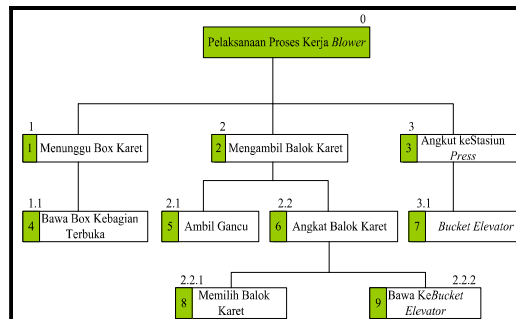 0
Pelaksanaan Proses Kerja Blower
1
2
3
1 Menunggu Box Karet
2 Mengambil Balok Karet
3 Angkut keStasiun
Press
1.1
2.1
2.2
3.1
4 Bawa Box Kebagian
Terbuka
5 Ambil Gancu
6 Angkat Balok Karet
7 Bucket Elevator
2.2.1
2.2.2
8 Memilih Balok
Karet
9 Bawa KeBucket
Elevator